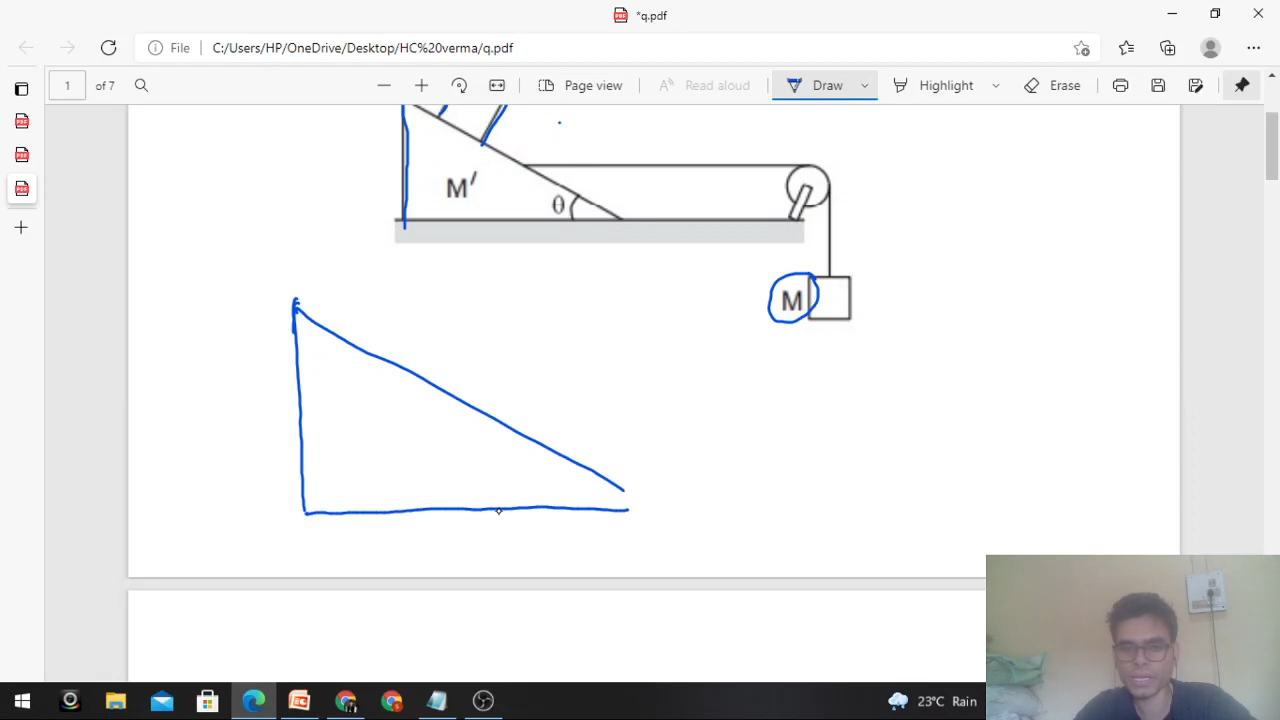 *q.pdf
File C:/Users/HP/OneDrive/Desktop/HC%20verma/q.pdf
1 of 7 Page view Read aloud Draw Highlight Erase
M′
θ
M
23°C Rain